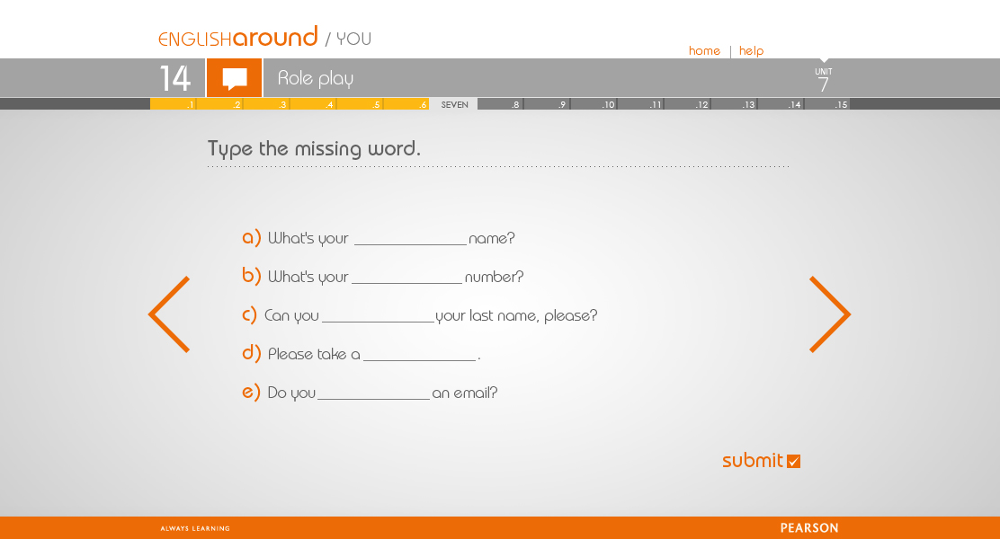 ENGLISHaround / YOU
home | help
14 Role play UNIT 7
.1 .2 .3 .4 .5 .6 SEVEN .8 .9 .10 .11 .12 .13 .14 .15
Type the missing word.
a) What's your ______________ name?
b) What's your ______________ number?
c) Can you ______________ your last name, please?
d) Please take a ______________.
e) Do you ______________ an email?
submit
ALWAYS LEARNING PEARSON